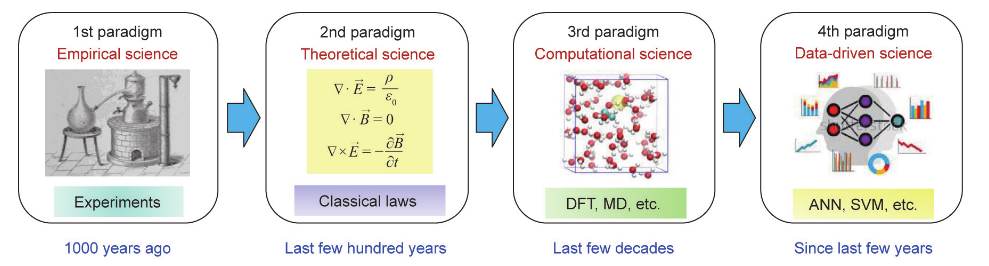 1st paradigm
Empirical science
Experiments
1000 years ago
2nd paradigm
Theoretical science
∇ · E⃗ = ρ/ε₀
∇ · B⃗ = 0
∇ × E⃗ = −∂B⃗/∂t
Classical laws
Last few hundred years
3rd paradigm
Computational science
DFT, MD, etc.
Last few decades
4th paradigm
Data-driven science
ANN, SVM, etc.
Since last few years